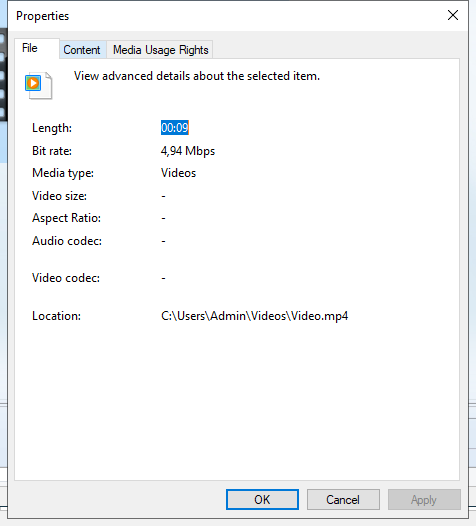 Properties
File Content Media Usage Rights
View advanced details about the selected item.
Length: 00:09
Bit rate: 4,94 Mbps
Media type: Videos
Video size: -
Aspect Ratio: -
Audio codec: -
Video codec: -
Location: C:\Users\Admin\Videos\Video.mp4
OK Cancel Apply